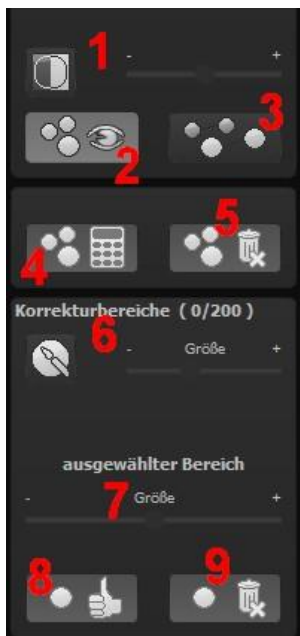 1
- +
2
3
4
5
Korrekturbereiche ( 0/200 )
6
- Größe +
ausgewählter Bereich
- Größe +
7
8
9